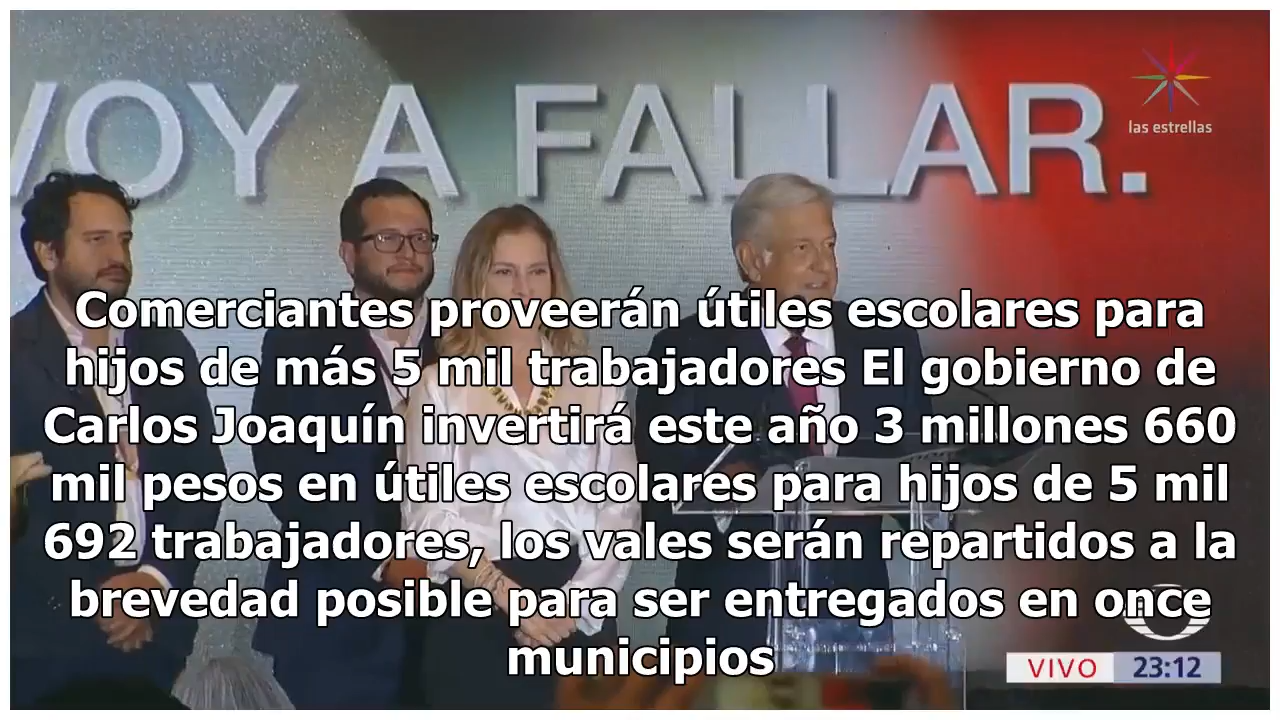 VOY A FALLAR.
las estrellas
Comerciantes proveerán útiles escolares para
hijos de más 5 mil trabajadores El gobierno de
Carlos Joaquín invertirá este año 3 millones 660
mil pesos en útiles escolares para hijos de 5 mil
692 trabajadores, los vales serán repartidos a la
brevedad posible para ser entregados en once
municipios
VIVO 23:12